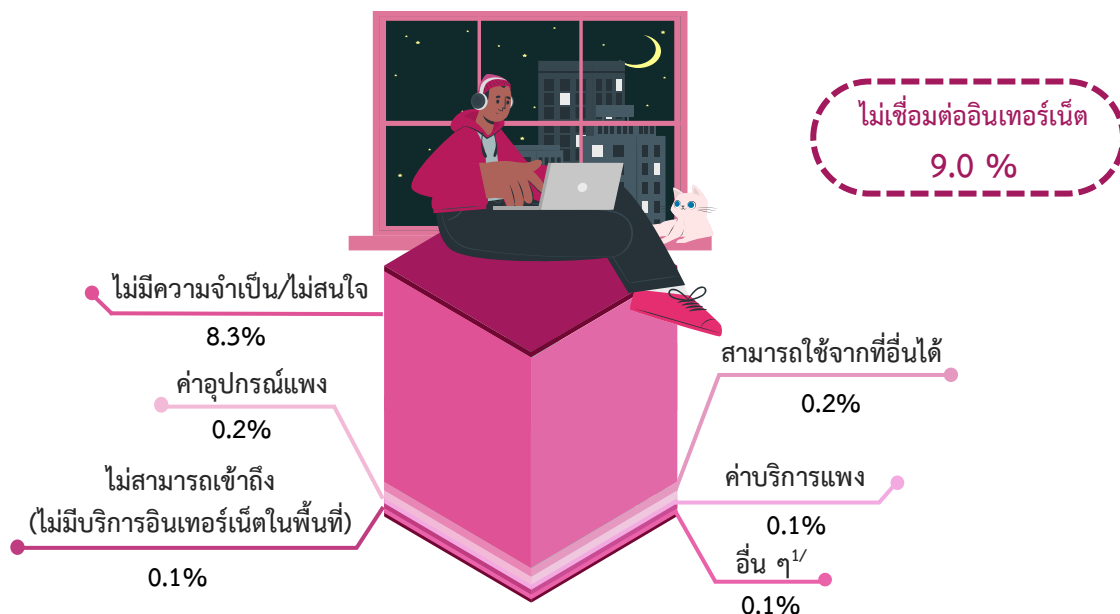 ไม่เชื่อมต่ออินเทอร์เน็ต
9.0 %
ไม่มีความจำเป็น/ไม่สนใจ
8.3%
ค่าอุปกรณ์แพง
0.2%
ไม่สามารถเข้าถึง
(ไม่มีบริการอินเทอร์เน็ตในพื้นที่)
0.1%
สามารถใช้จากที่อื่นได้
0.2%
ค่าบริการแพง
0.1%
อื่น ๆ¹/
0.1%